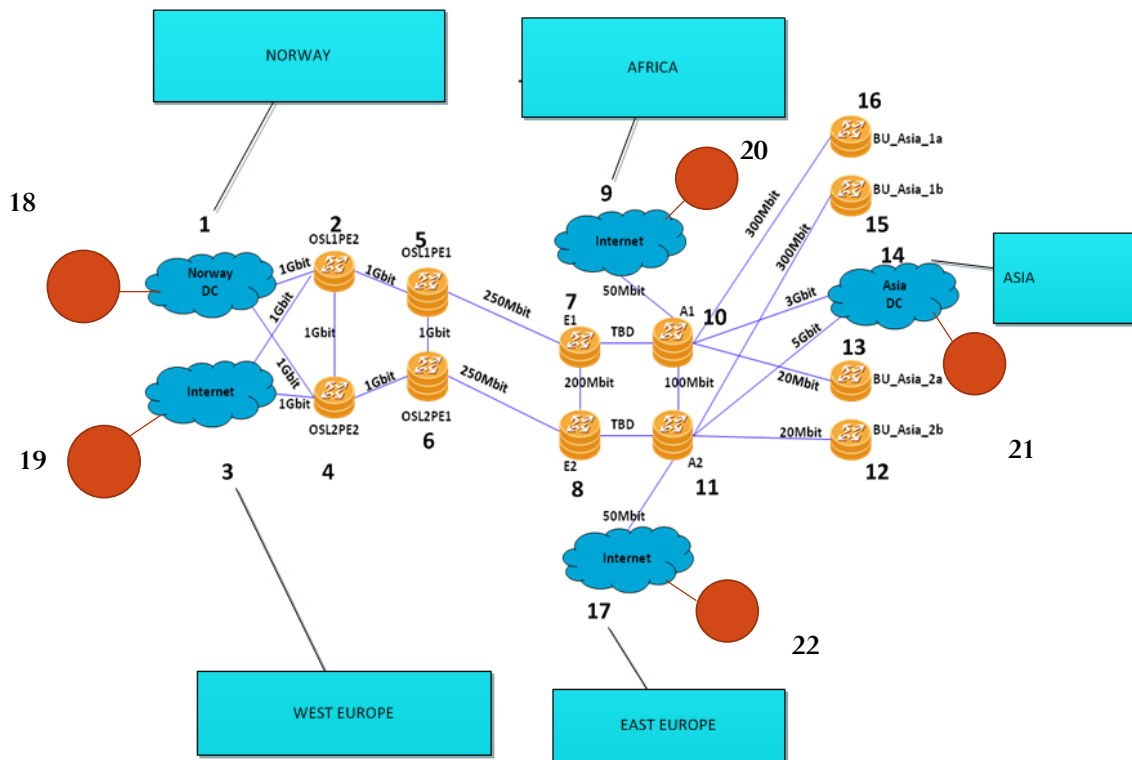 NORWAY
AFRICA
16
BU_Asia_1a
20
18
9
BU_Asia_1b
1
2
5
300Mbit
15
OSL1PE2
OSL1PE1
Internet
300Mbit
14
Norway
DC
1Gbit
1Gbit
250Mbit
7
50Mbit
A1
10
3Gbit
Asia
DC
ASIA
1Gbit
1Gbit
1Gbit
E1
TBD
5Gbit
13
1Gbit
200Mbit
100Mbit
20Mbit
BU_Asia_2a
Internet
1Gbit
1Gbit
250Mbit
OSL2PE2
OSL2PE1
TBD
20Mbit
BU_Asia_2b
19
3
4
6
E2
8
A2
11
12
21
50Mbit
Internet
17
22
WEST EUROPE
EAST EUROPE